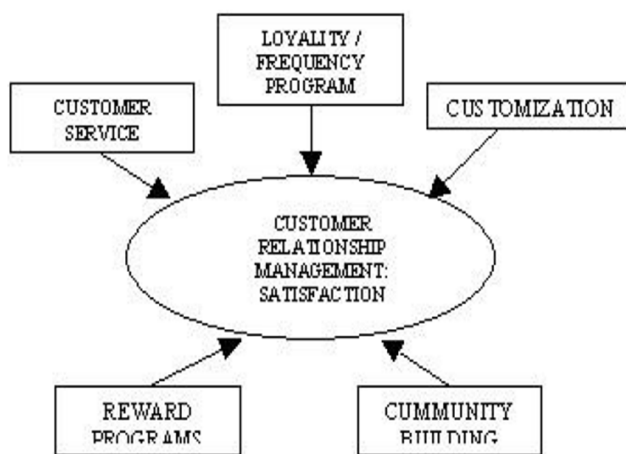 LOYALITY /
FREQUENCY
PROGRAM
CUSTOMER
SERVICE
CUSTOMIZATION
CUSTOMER
RELATIONSHIP
MANAGEMENT:
SATISFACTION
REWARD
PROGRAMS
CUMMUNITY
BUILDING